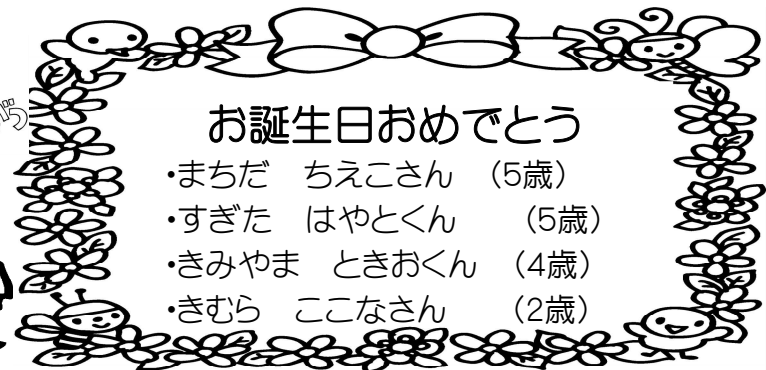 お誕生日おめでとう
・まちだ　ちえこさん　（5歳）
・すぎた　はやとくん　　（5歳）
・きみやま　ときおくん　（4歳）
・きむら　ここなさん　　（2歳）